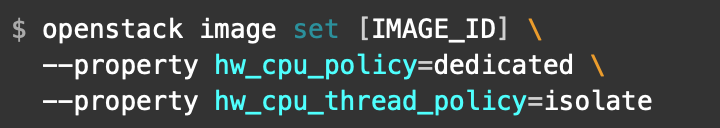 $ openstack image set [IMAGE_ID] \
--property hw_cpu_policy=dedicated \
--property hw_cpu_thread_policy=isolate